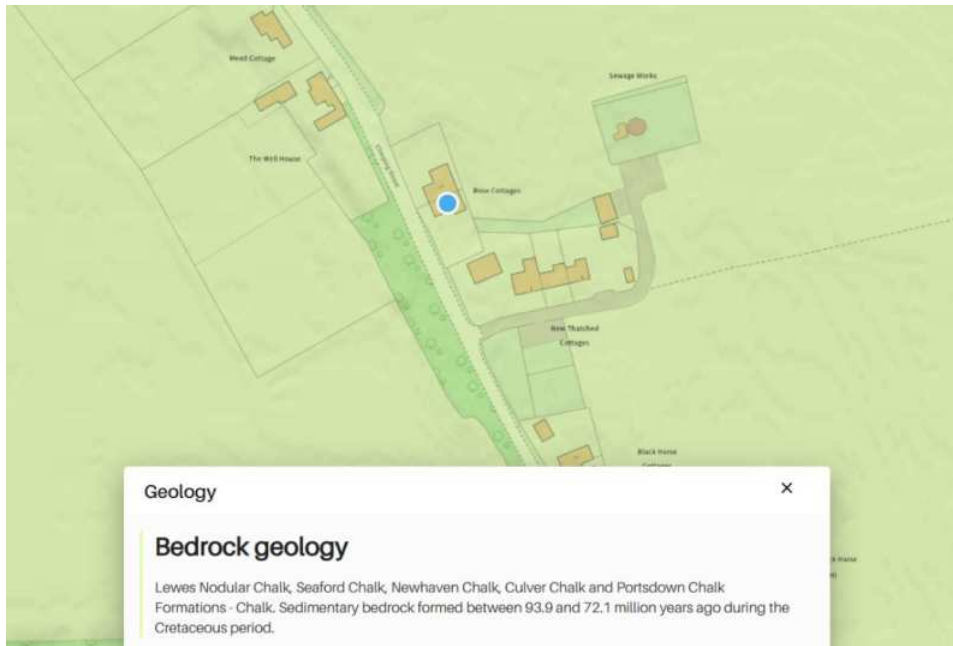 Mead Cottage
Sewage Works
The Well House
Rose Cottages
New Thatched
Cottages
Black Horse
Cottages
Geology
×
Bedrock geology
Lewes Nodular Chalk, Seaford Chalk, Newhaven Chalk, Culver Chalk and Portsdown Chalk
Formations - Chalk. Sedimentary bedrock formed between 93.9 and 72.1 million years ago during the
Cretaceous period.